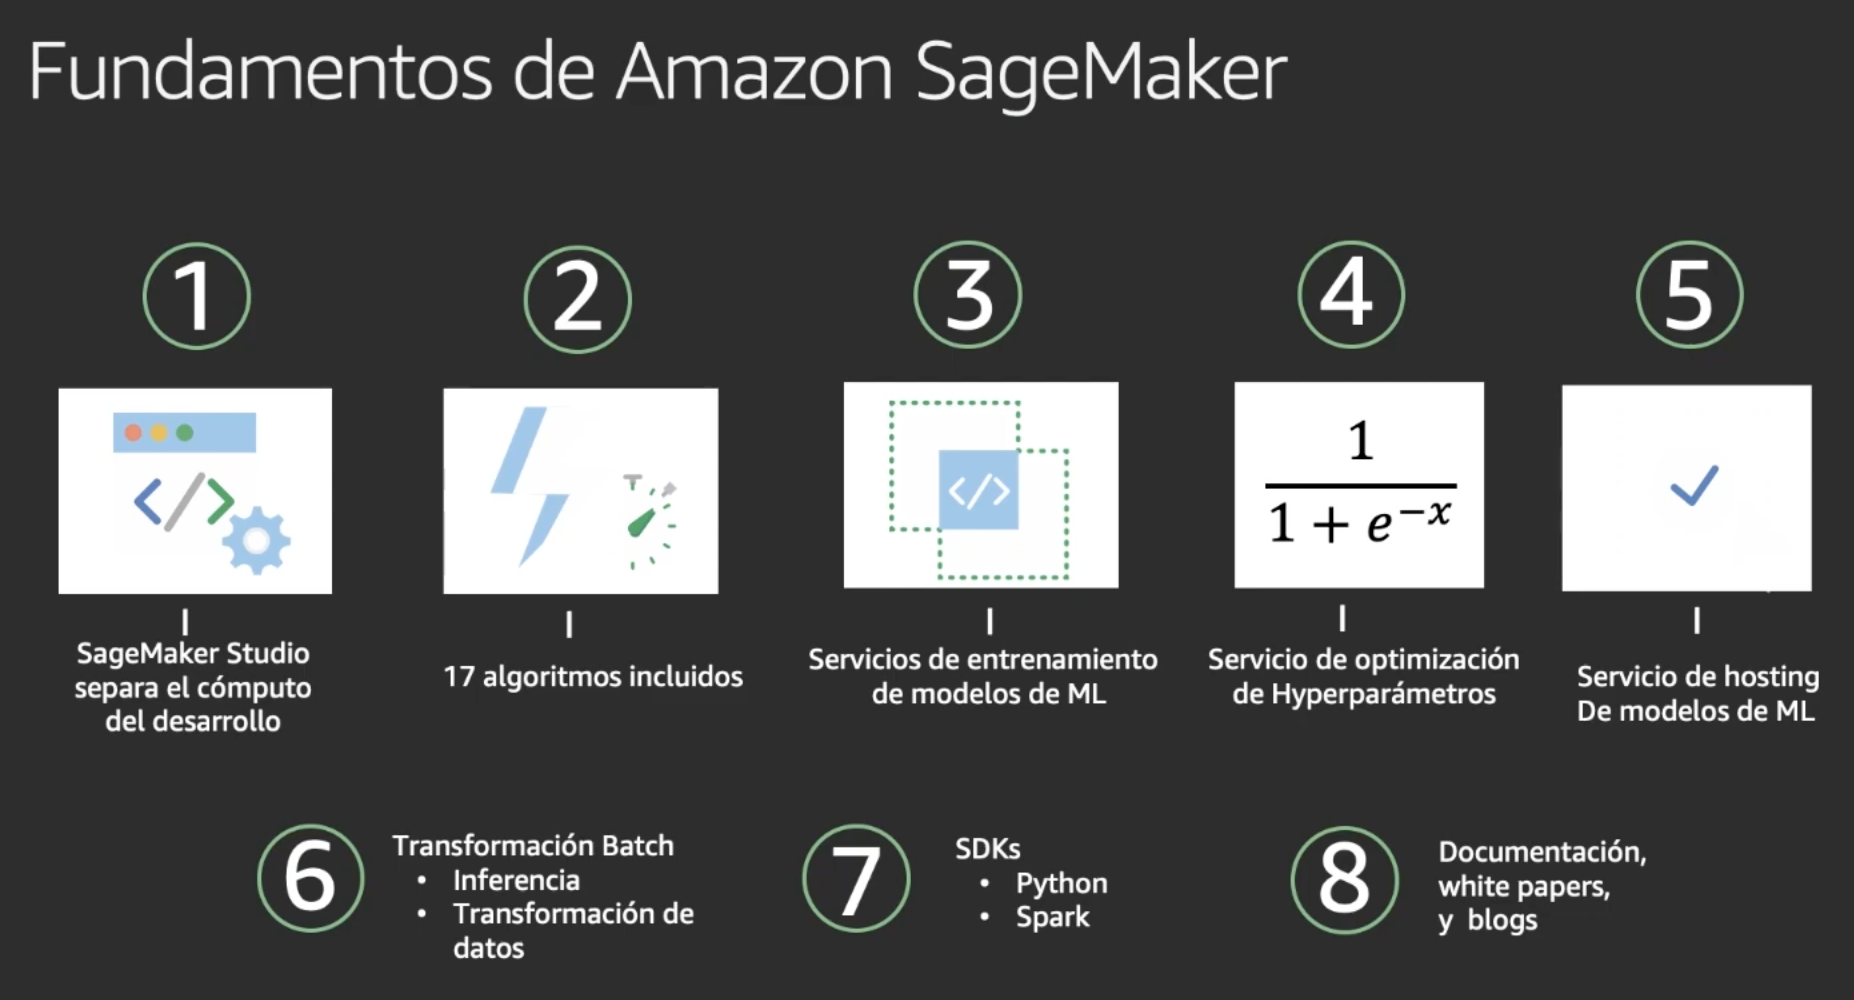 Fundamentos de Amazon SageMaker
1
2
3
4
5
</>
</>
1
1 + e^{-x}
SageMaker Studio
separa el cómputo
del desarrollo
17 algoritmos incluidos
Servicios de entrenamiento
de modelos de ML
Servicio de optimización
de Hyperparámetros
Servicio de hosting
De modelos de ML
6
Transformación Batch
• Inferencia
• Transformación de
datos
7
SDKs
• Python
• Spark
8
Documentación,
white papers,
y blogs